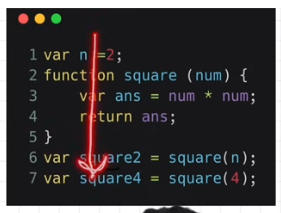 1 var n =2;
2 function square (num) {
3 var ans = num * num;
4 return ans;
5 }
6 var square2 = square(n);
7 var square4 = square(4);